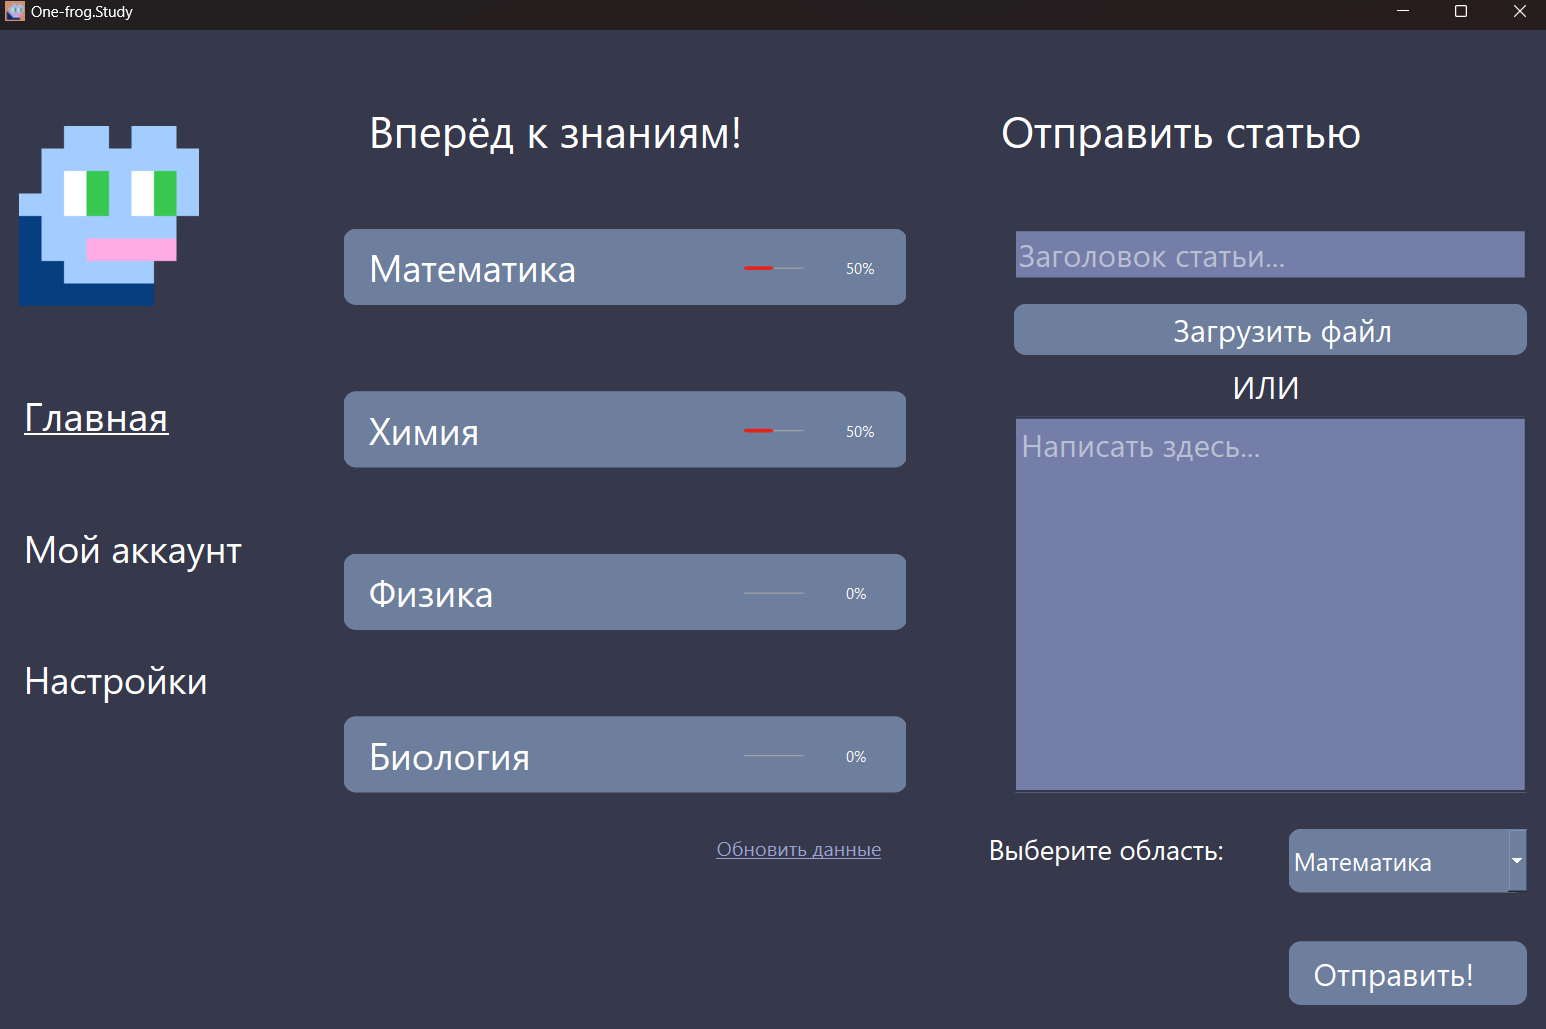 One-frog.Study
Вперёд к знаниям!
Отправить статью
Главная
Мой аккаунт
Настройки
Математика 50%
Химия 50%
Физика 0%
Биология 0%
Обновить данные
Заголовок статьи...
Загрузить файл
ИЛИ
Написать здесь...
Выберите область:
Математика
Отправить!